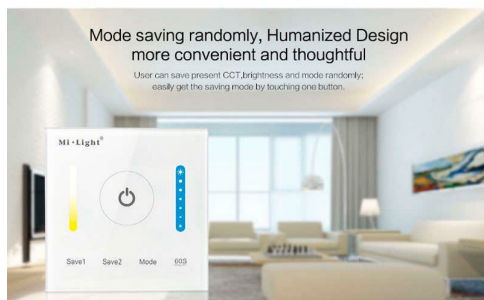 Mode saving randomly, Humanized Design
more convenient and thoughtful
User can save present CCT,brightness and mode randomly;
easily get the saving mode by touching one button.
Mi•Light®
Save1 Save2 Mode 60S